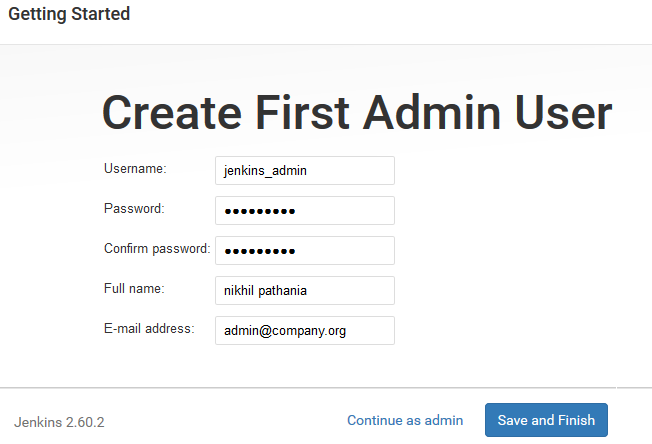 Getting Started
Create First Admin User
Username: jenkins_admin
Password: •••••••••
Confirm password: •••••••••
Full name: nikhil pathania
E-mail address: admin@company.org
Jenkins 2.60.2 Continue as admin Save and Finish